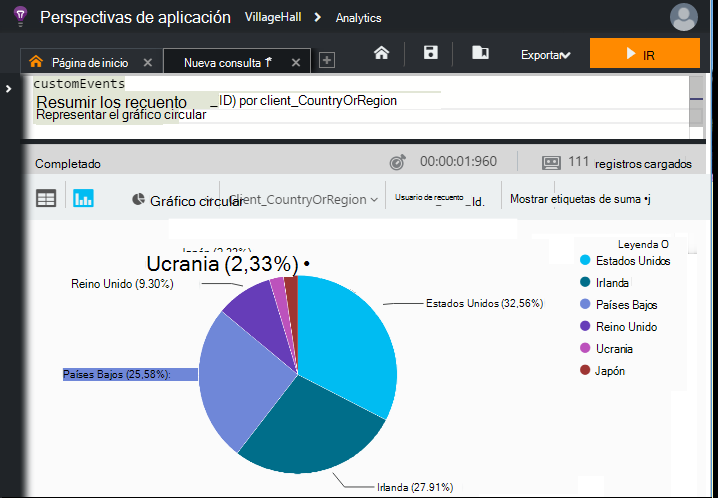 Perspectivas de aplicación VillageHall Analytics
Página de inicio Nueva consulta 1
Exportar IR
customEvents
Resumir los recuento _ID) por client_CountryOrRegion
Representar el gráfico circular
Completado 00:00:01:960 111 registros cargados
Gráfico circular Client_CountryOrRegion Usuario de recuento _Id. Mostrar etiquetas de suma
Ucrania (2,33%)
Reino Unido (9.30%)
Estados Unidos (32,56%)
Países Bajos (25,58%):
Irlanda (27.91%)
Leyenda O
Estados Unidos
Irlanda
Países Bajos
Reino Unido
Ucrania
Japón